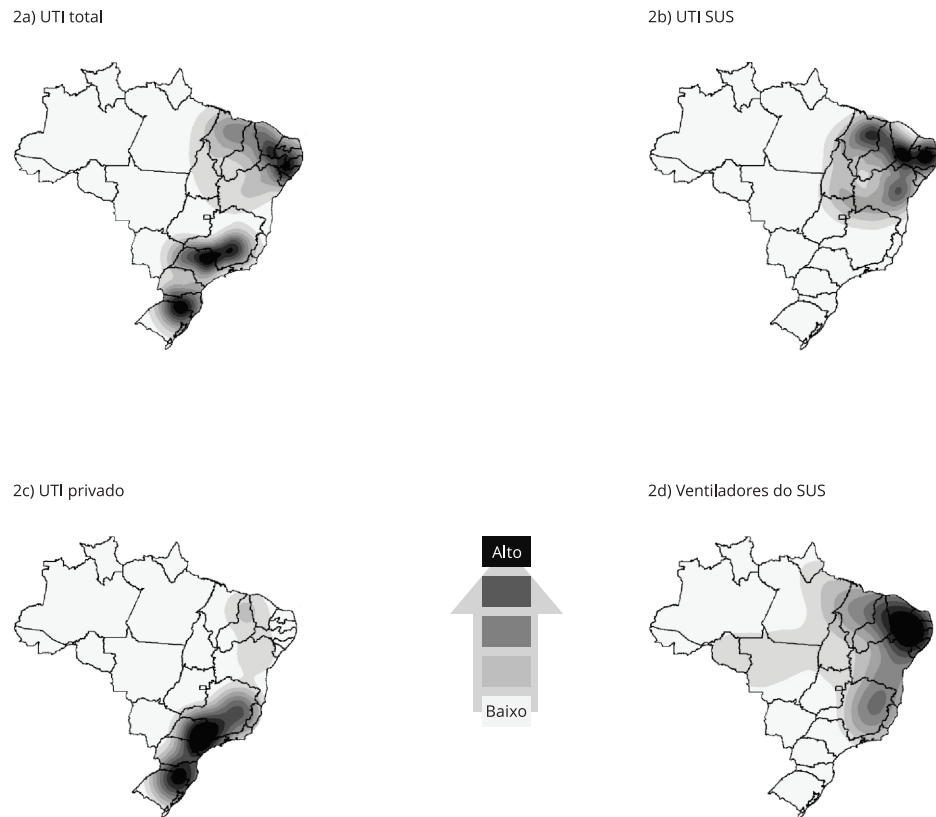 2a) UTI total
2b) UTI SUS
2c) UTI privado
2d) Ventiladores do SUS
Alto
Baixo